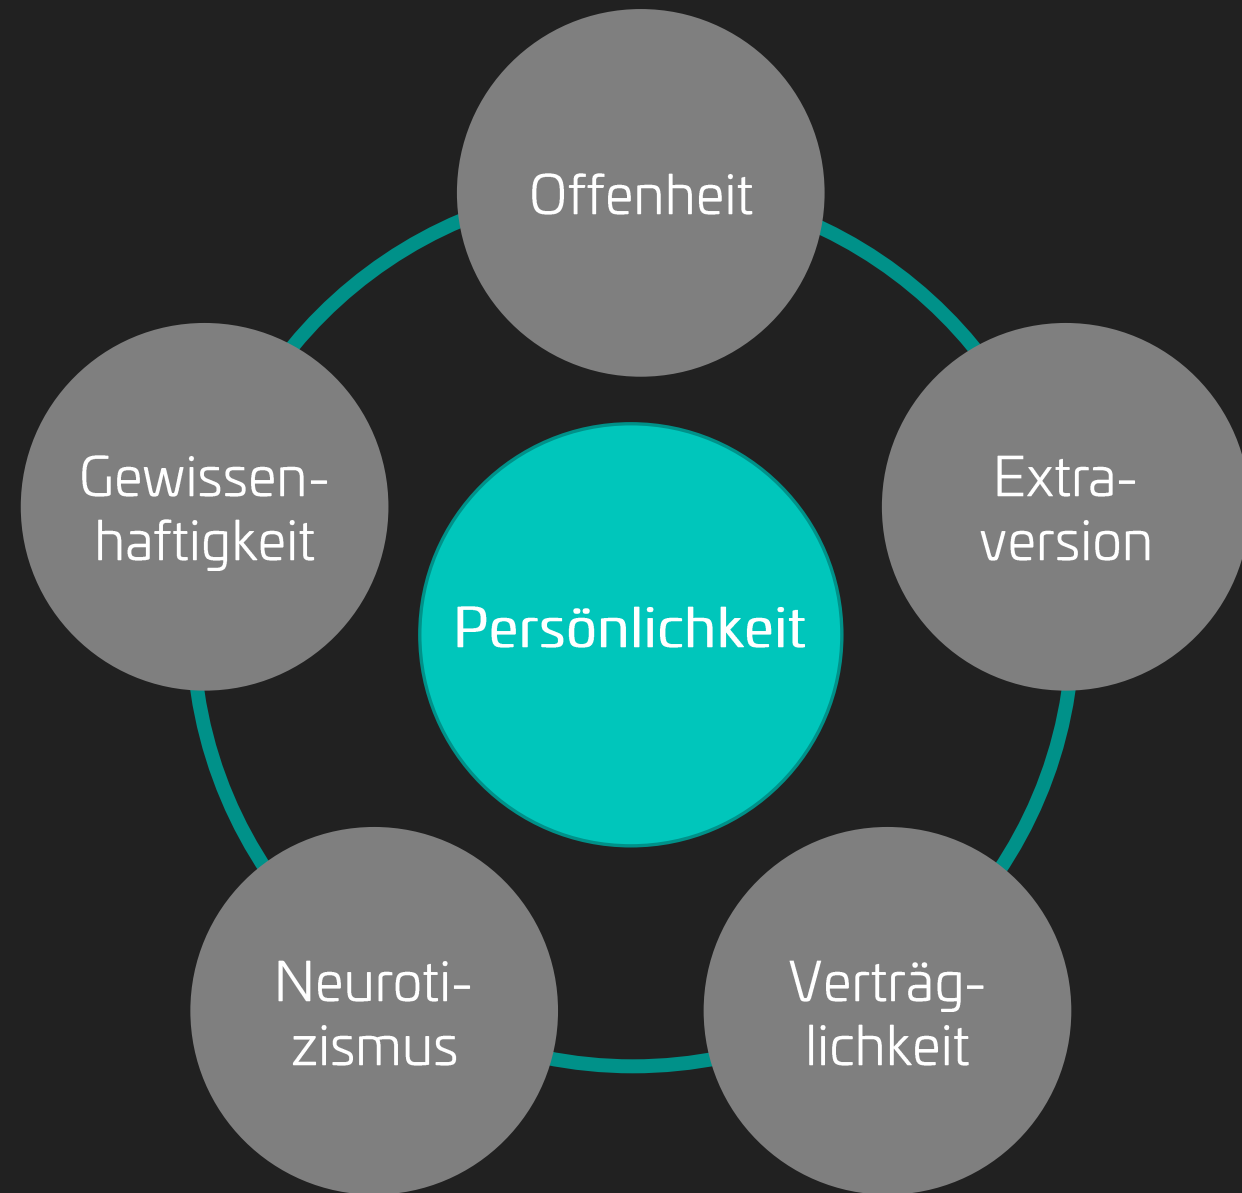 Offenheit
Gewissen-
haftigkeit
Extra-
version
Persönlichkeit
Neuroti-
zismus
Verträg-
lichkeit